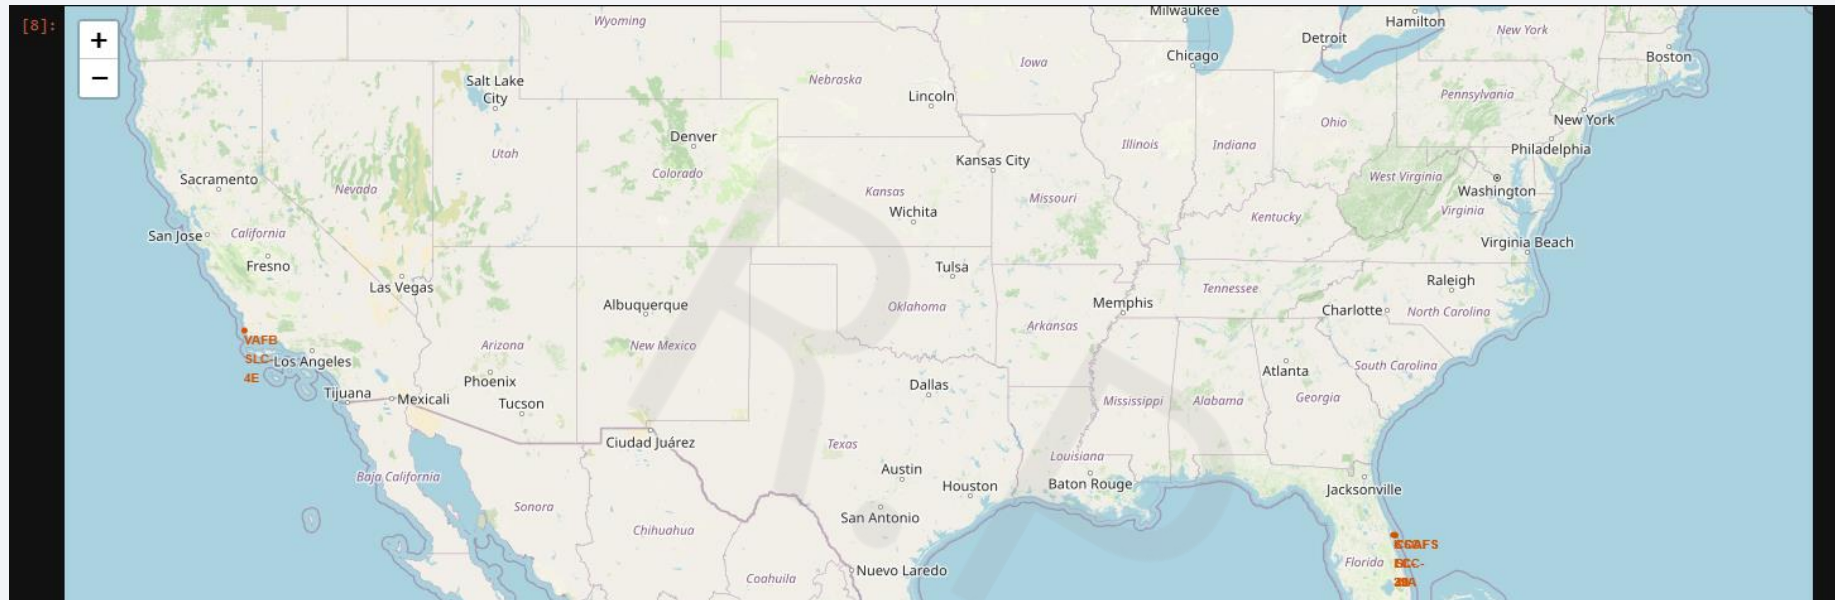 [8]:
+
−
Wyoming
Milwaukee
Hamilton
Detroit
New York
Chicago
Boston
Iowa
Salt Lake
City
Nebraska
Lincoln
Pennsylvania
New York
Ohio
Denver
Philadelphia
Utah
Illinois
Indiana
Kansas City
Sacramento
Colorado
West Virginia
Nevada
Kansas
Missouri
Washington
Wichita
Kentucky
Virginia
San Jose
California
Virginia Beach
Fresno
Tulsa
Las Vegas
Raleigh
Tennessee
Albuquerque
Oklahoma
Memphis
Charlotte
North Carolina
Arkansas
VAFB
SLC-
4E
Los Angeles
Arizona
New Mexico
South Carolina
Atlanta
Phoenix
Dallas
Tijuana
Mexicali
Tucson
Mississippi
Alabama
Georgia
Ciudad Juárez
Texas
Louisiana
Baja California
Austin
Houston
Baton Rouge
Jacksonville
Sonora
San Antonio
Chihuahua
Florida
Nuevo Laredo
Coahuila